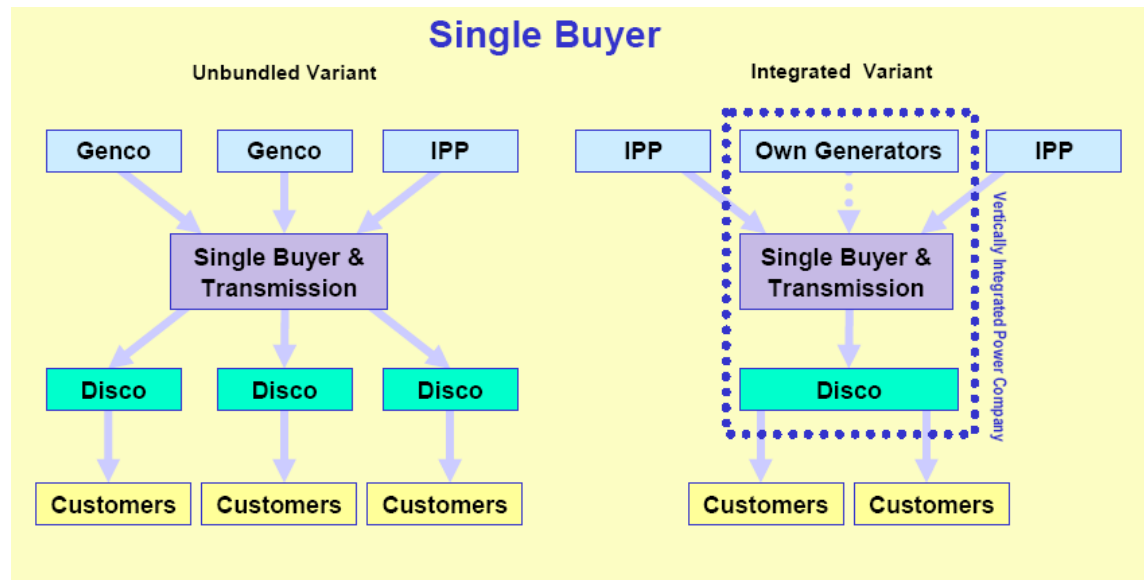 Single Buyer
Unbundled Variant
Genco
Genco
IPP
Single Buyer &
Transmission
Disco
Disco
Disco
Customers
Customers
Customers
Integrated Variant
IPP
Own Generators
IPP
Single Buyer &
Transmission
Disco
Customers
Customers
Vertically Integrated Power Company